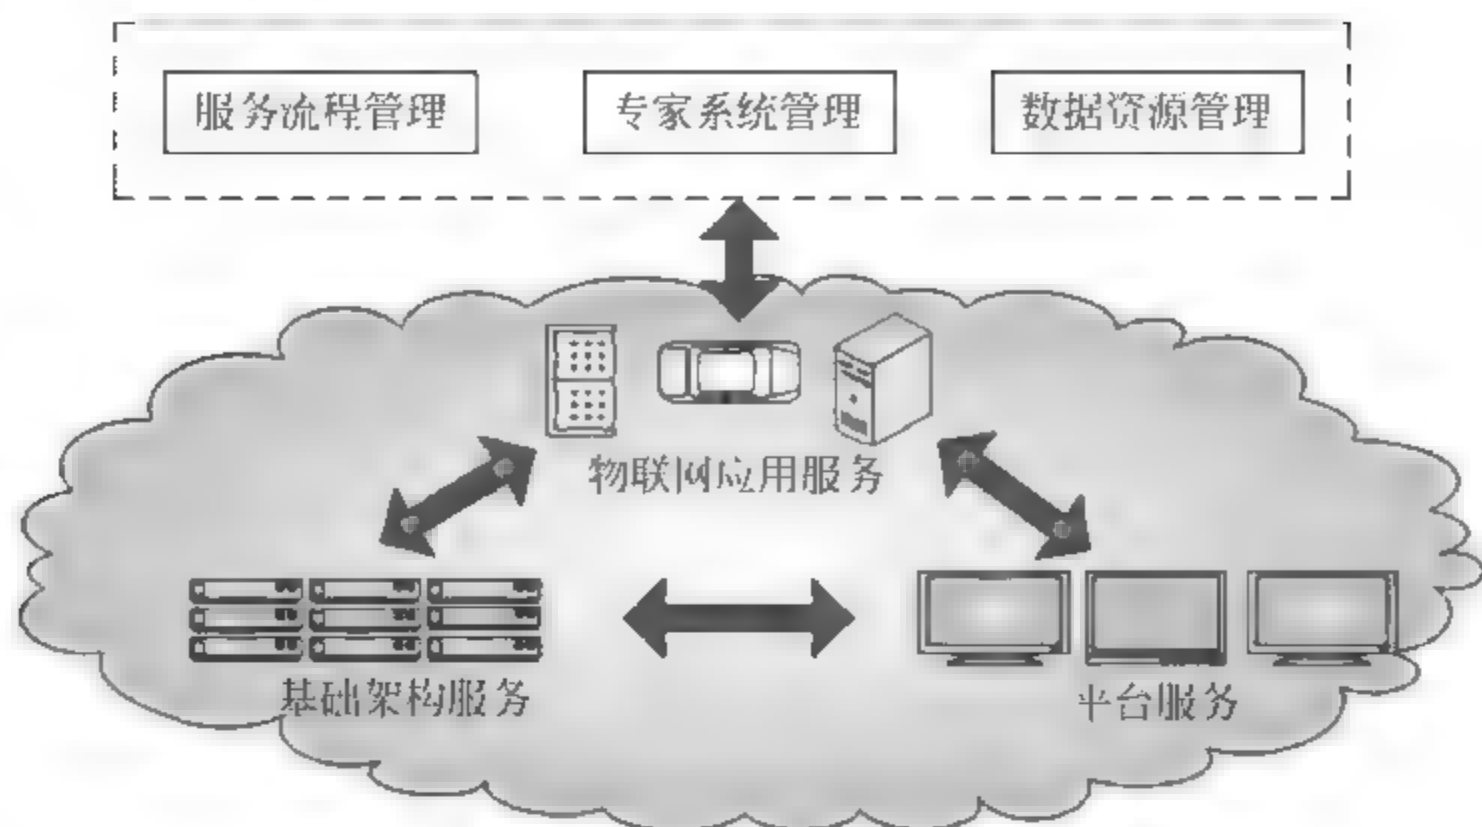 服务流程管理
专家系统管理
数据资源管理
物联网应用服务
基础架构服务
平台服务